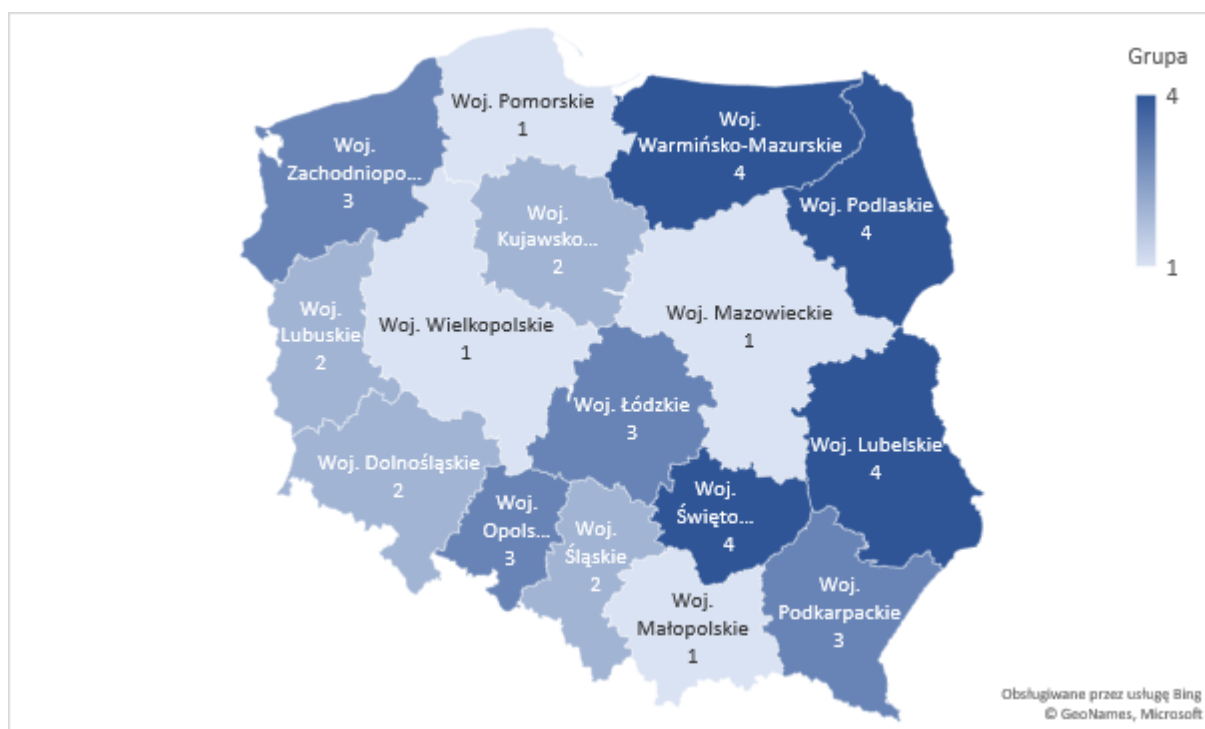 Grupa
4
1
Woj. Pomorskie
1
Woj.
Warmińsko-Mazurskie
4
Woj.
Zachodniopo...
3
Woj. Podlaskie
4
Woj.
Kujawsko...
2
Woj.
Lubuskie
2
Woj. Wielkopolskie
1
Woj. Mazowieckie
1
Woj. Łódzkie
3
Woj. Lubelskie
4
Woj. Dolnośląskie
2
Woj.
Opols...
3
Woj.
Śląskie
2
Woj.
Święto...
4
Woj.
Małopolskie
1
Woj.
Podkarpackie
3
Obsługiwane przez usługę Bing
© GeoNames, Microsoft